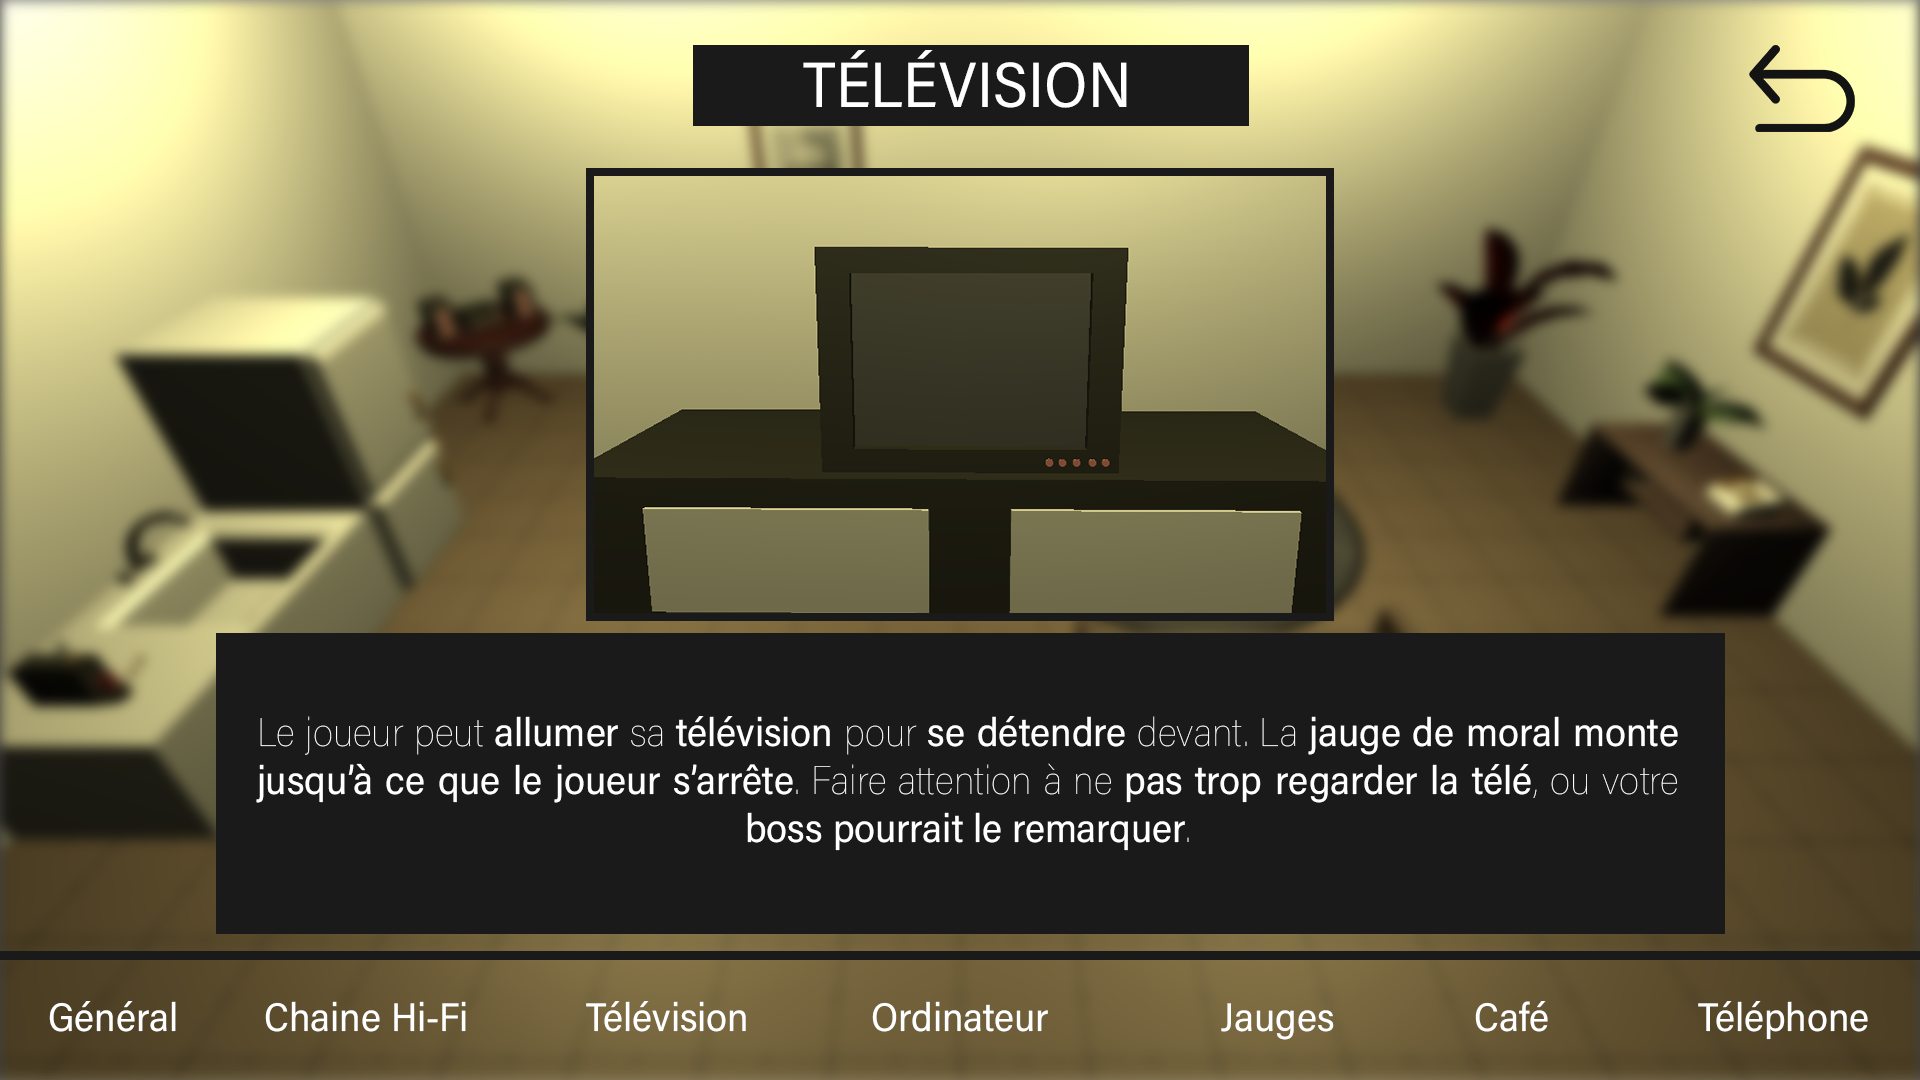 TÉLÉVISION
Le joueur peut allumer sa télévision pour se détendre devant. La jauge de moral monte
jusqu’à ce que le joueur s’arrête. Faire attention à ne pas trop regarder la télé, ou votre
boss pourrait le remarquer.
Général Chaine Hi-Fi Télévision Ordinateur Jauges Café Téléphone